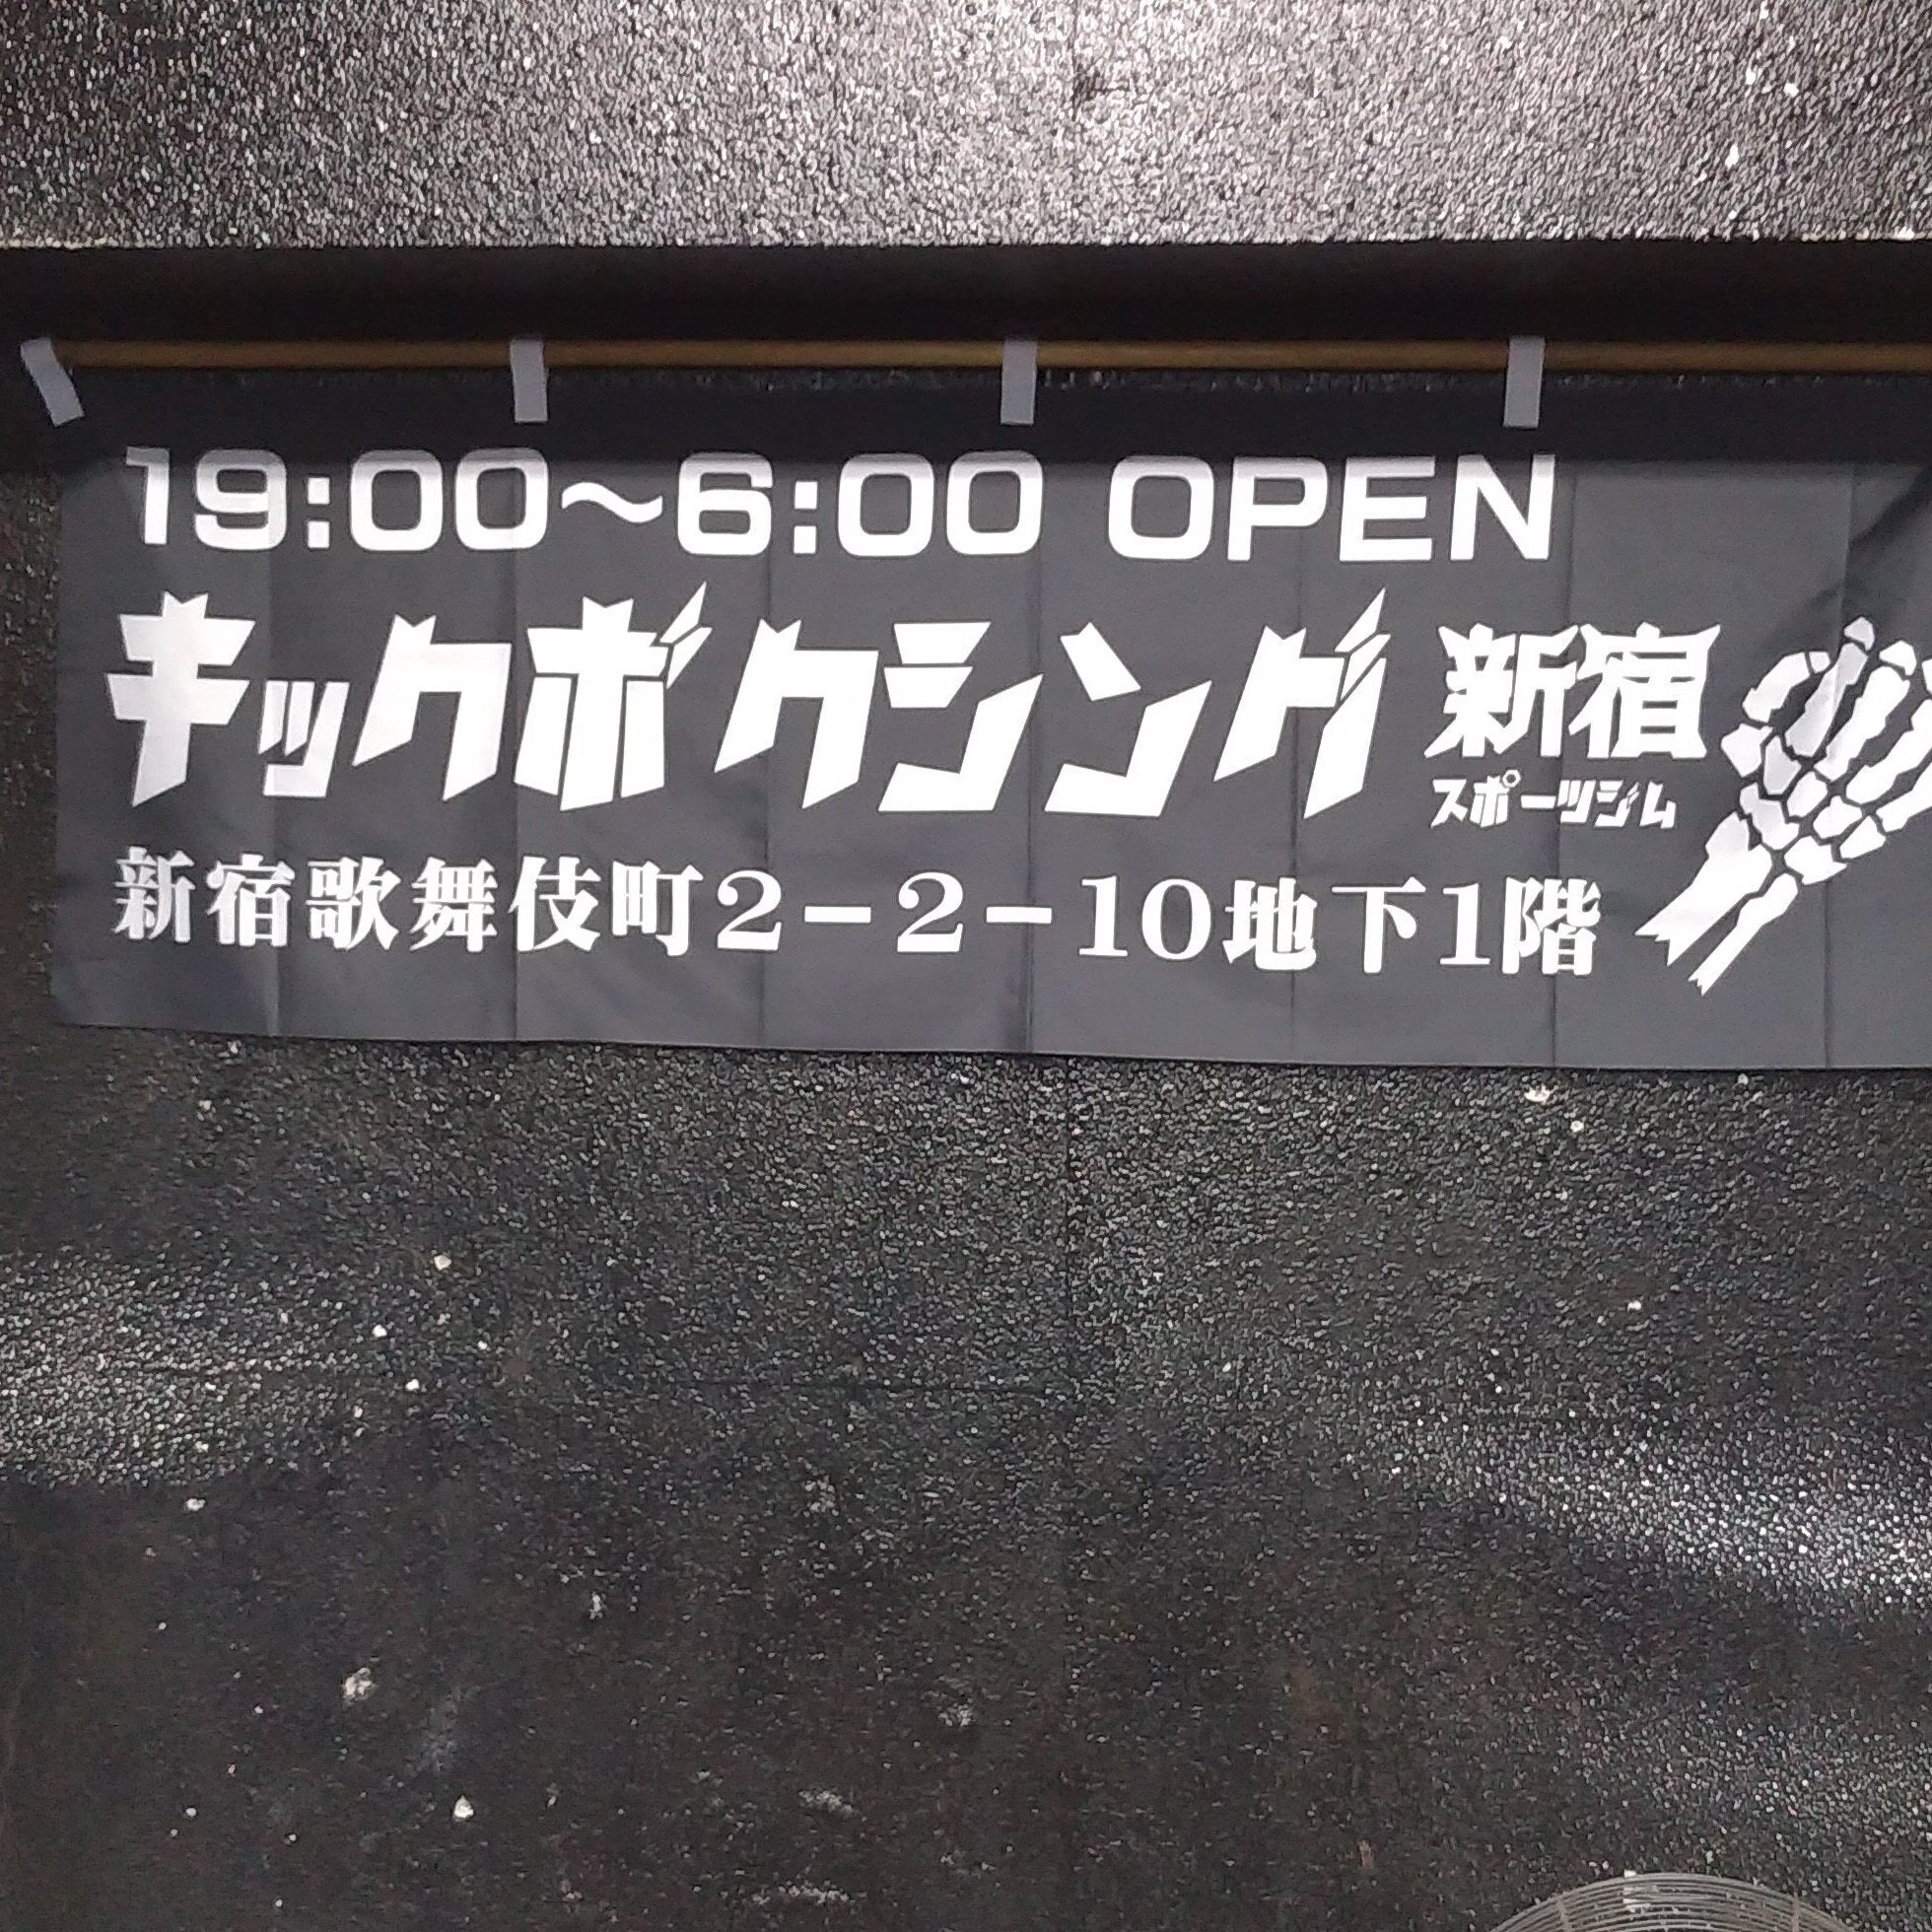 19:00〜6:00 OPEN
キックボクシング 新宿
スポーツジム
新宿歌舞伎町2-2-10地下1階